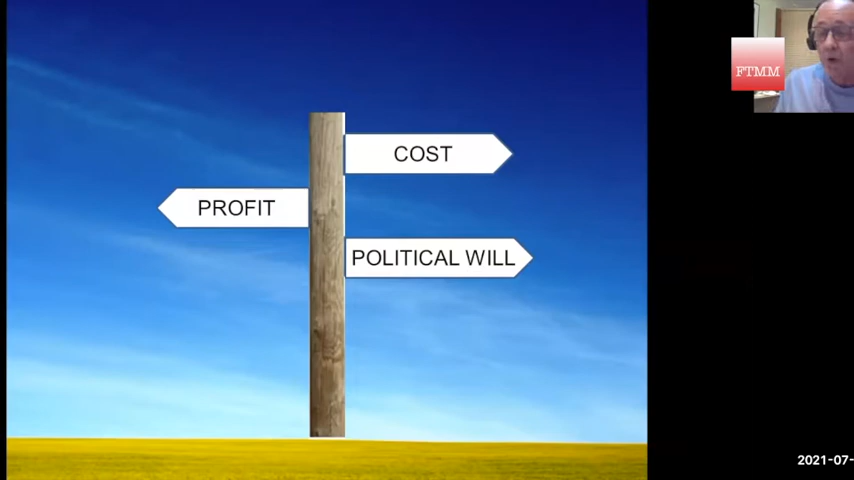 COST
PROFIT
POLITICAL WILL
FTMM
2021-07-